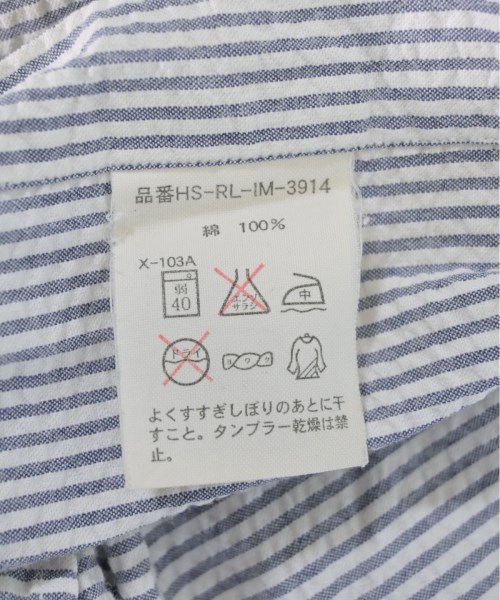 品番HS-RL-IM-3914
綿 100%
X-103A
弱
40
エンソ
サラシ
中
ドライ
ヨワク
よくすすぎしぼりのあとに干
すこと。タンブラー乾燥は禁
止。